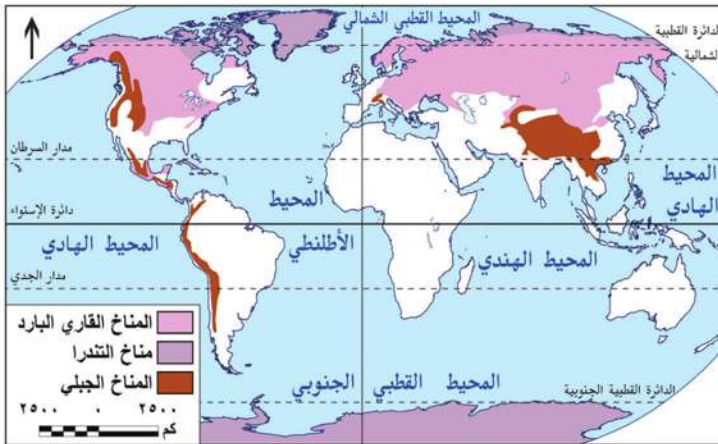 المحيط القطبي الشمالي
الدائرة القطبية
الشمالية
مدار السرطان
المحيط
الهادي
المحيط
الأطلنطي
دائرة الإستواء
المحيط الهادي
المحيط الهندي
مدار الجدي
المناخ القاري البارد
مناخ التندرا
المناخ الجبلي
٢٥٠٠ ٠ ٢٥٠٠
كم
المحيط القطبي الجنوبي
الدائرة القطبية الجنوبية